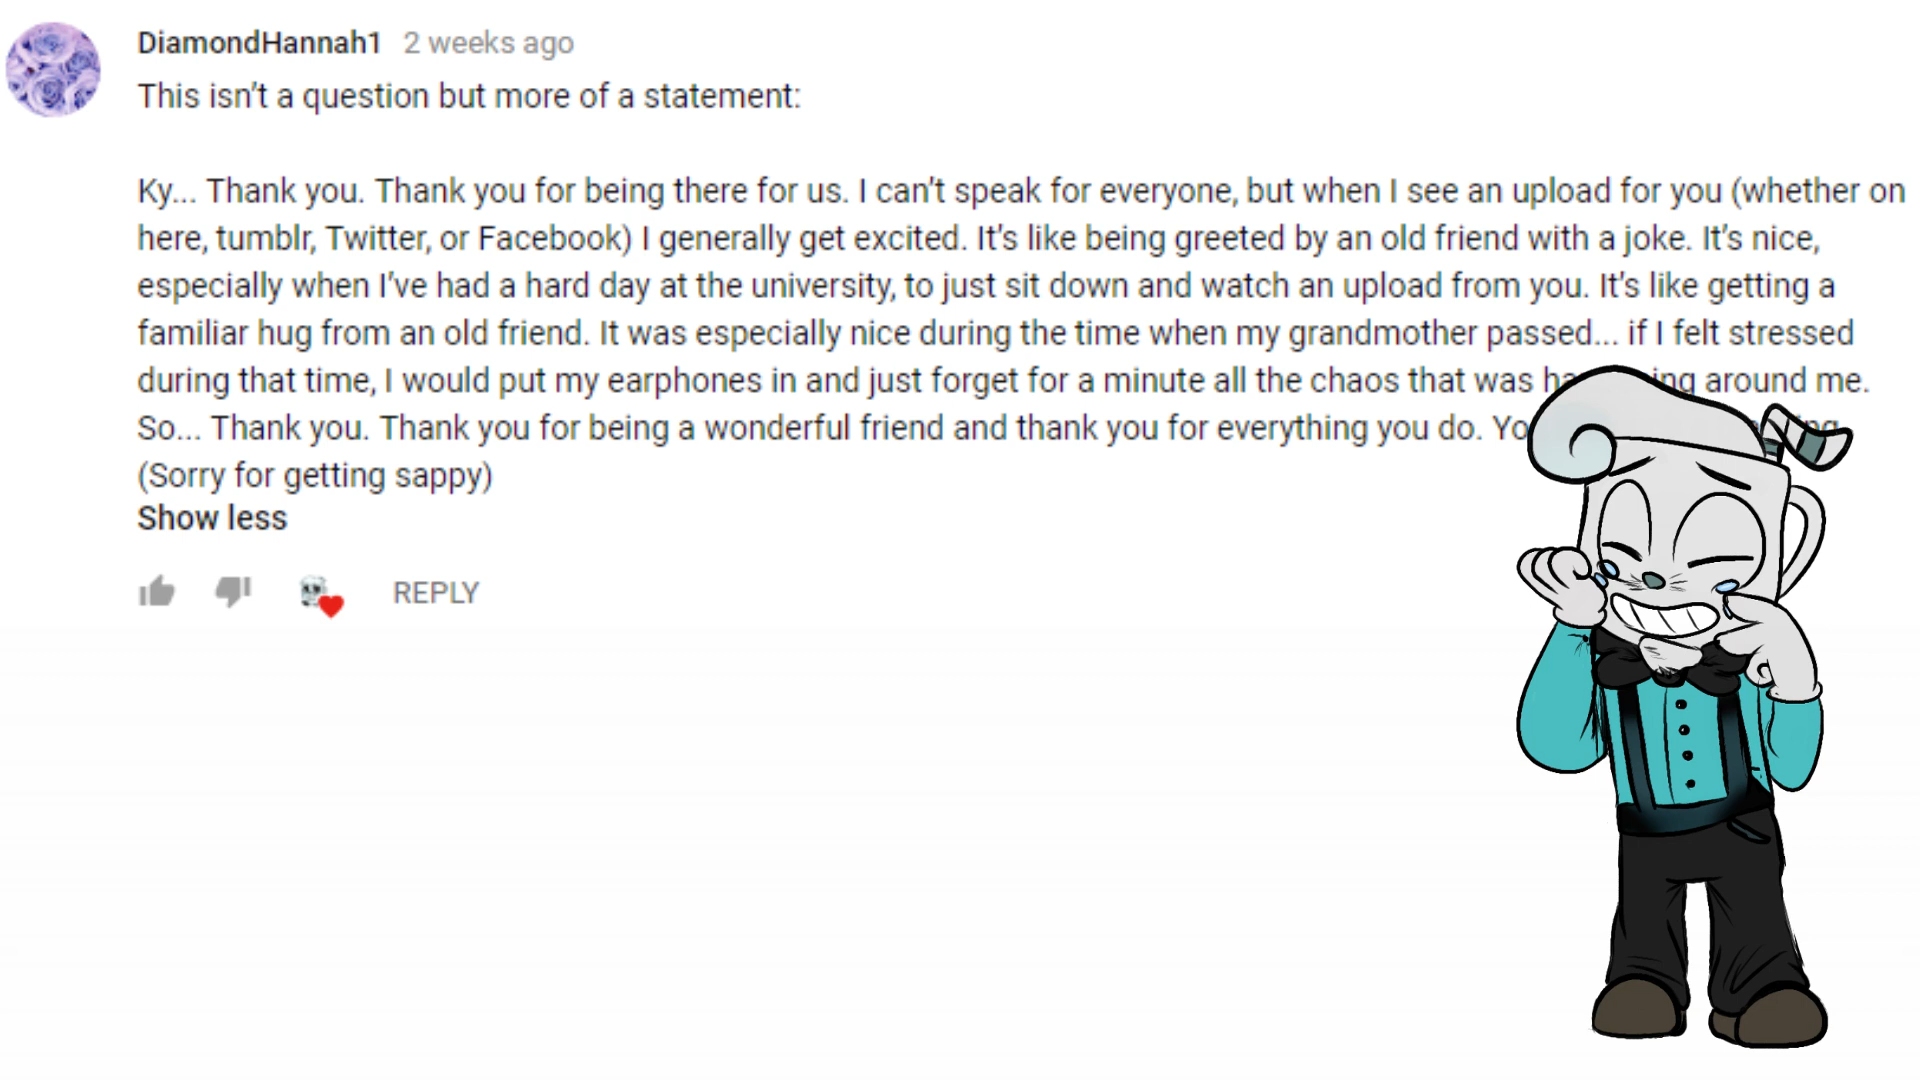 DiamondHannah1 2 weeks ago
This isn't a question but more of a statement:
Ky... Thank you. Thank you for being there for us. I can't speak for everyone, but when I see an upload for you (whether on
here, tumblr, Twitter, or Facebook) I generally get excited. It's like being greeted by an old friend with a joke. It's nice,
especially when I've had a hard day at the university, to just sit down and watch an upload from you. It's like getting a
familiar hug from an old friend. It was especially nice during the time when my grandmother passed... if I felt stressed
during that time, I would put my earphones in and just forget for a minute all the chaos that was around me.
So... Thank you. Thank you for being a wonderful friend and thank you for everything you do.
(Sorry for getting sappy)
Show less
REPLY